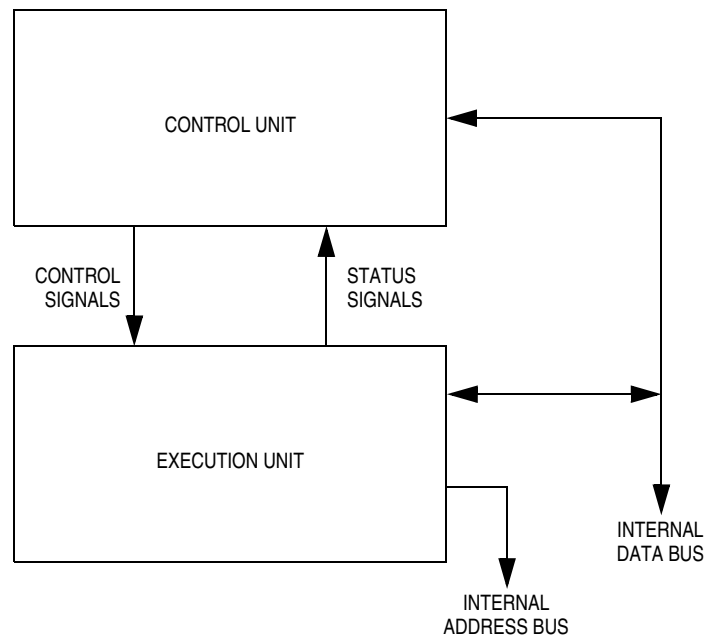 CONTROL UNIT
CONTROL
SIGNALS
STATUS
SIGNALS
EXECUTION UNIT
INTERNAL
DATA BUS
INTERNAL
ADDRESS BUS